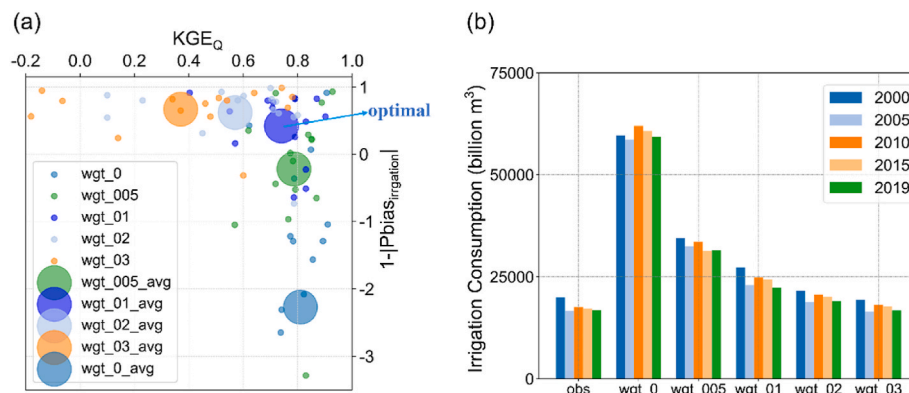 (a)
KGEQ
-0.2 0.0 0.2 0.4 0.6 0.8 1.0
1
0
-1
-2
-3
1-|Pbiasirrgation|
optimal
wgt_0
wgt_005
wgt_01
wgt_02
wgt_03
wgt_005_avg
wgt_01_avg
wgt_02_avg
wgt_03_avg
wgt_0_avg
(b)
Irrigation Consumption (billion m³)
75000
50000
25000
0
2000
2005
2010
2015
2019
obs wgt_0 wgt_005 wgt_01 wgt_02 wgt_03